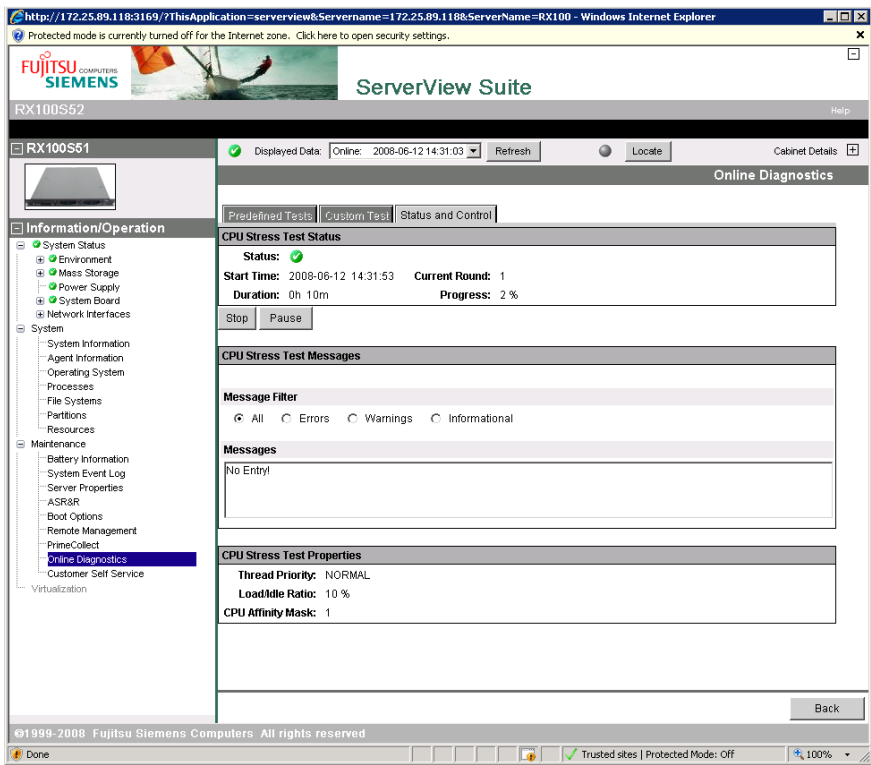 http://172.25.89.118:3169/?ThisApplication=serverview&Servername=172.25.89.118&ServerName=RX100 - Windows Internet Explorer
Protected mode is currently turned off for the Internet zone. Click here to open security settings.
FUJITSU COMPUTERS
SIEMENS
ServerView Suite
RX100S52
Help
RX100S51
Displayed Data: Online: 2008-06-12 14:31:03 Refresh Locate Cabinet Details
Online Diagnostics
Predefined Tests Custom Test Status and Control
Information/Operation
System Status
Environment
Mass Storage
Power Supply
System Board
Network Interfaces
System
System Information
Agent Information
Operating System
Processes
File Systems
Partitions
Resources
Maintenance
Battery Information
System Event Log
Server Properties
ASR&R
Boot Options
Remote Management
PrimeCollect
Online Diagnostics
Customer Self Service
Virtualization
CPU Stress Test Status
Status:
Start Time: 2008-06-12 14:31:53 Current Round: 1
Duration: 0h 10m Progress: 2 %
Stop Pause
CPU Stress Test Messages
Message Filter
All Errors Warnings Informational
Messages
No Entry!
CPU Stress Test Properties
Thread Priority: NORMAL
Load/Idle Ratio: 10 %
CPU Affinity Mask: 1
Back
©1999-2008 Fujitsu Siemens Computers All rights reserved
Done
Trusted sites | Protected Mode: Off
100%